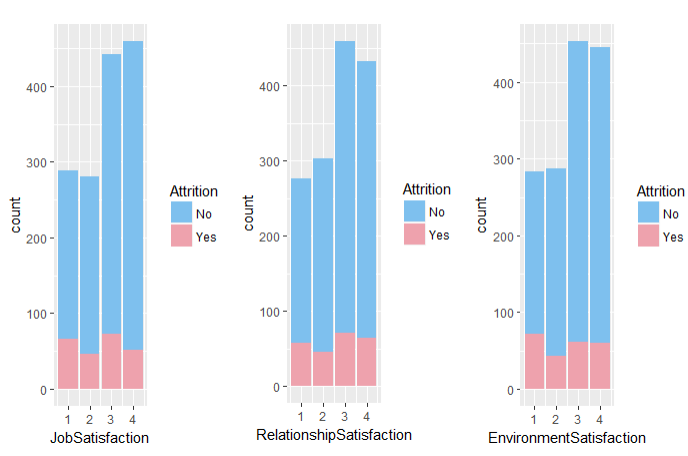 count
400
300
200
100
0
1 2 3 4
JobSatisfaction
Attrition
No
Yes
count
400
300
200
100
0
1 2 3 4
RelationshipSatisfaction
Attrition
No
Yes
count
400
300
200
100
0
1 2 3 4
EnvironmentSatisfaction
Attrition
No
Yes